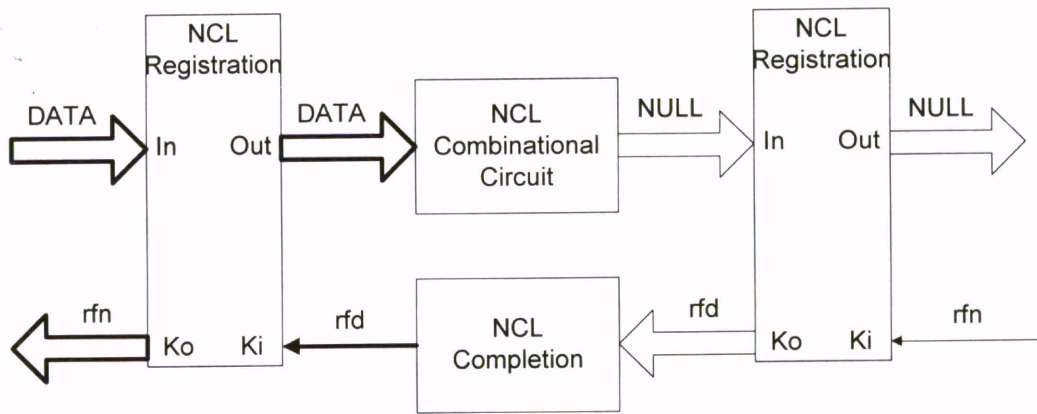 NCL
Registration
NCL
Registration
DATA
DATA
NULL
NULL
In
Out
NCL
Combinational
Circuit
In
Out
rfn
rfd
rfd
rfn
Ko
Ki
NCL
Completion
Ko
Ki